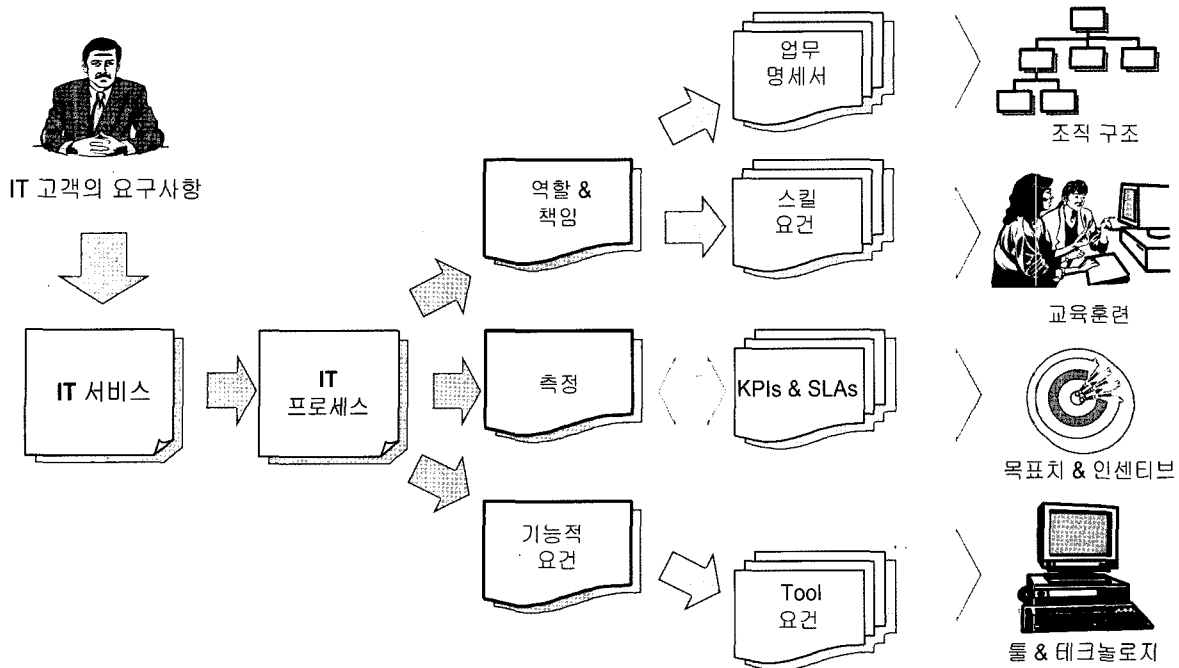 업무
명세서
조직 구조
IT 고객의 요구사항
역할 &
책임
스킬
요건
교육훈련
IT 서비스
IT
프로세스
측정
KPIs & SLAs
목표치 & 인센티브
기능적
요건
Tool
요건
툴 & 테크놀로지